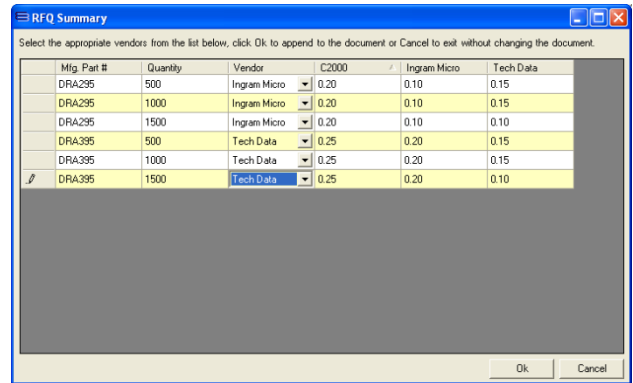 RFQ Summary
Select the appropriate vendors from the list below, click Ok to append to the document or Cancel to exit without changing the document.
Mfg. Part # Quantity Vendor C2000 Ingram Micro Tech Data
DRA295 500 Ingram Micro 0.20 0.10 0.15
DRA295 1000 Ingram Micro 0.20 0.10 0.15
DRA295 1500 Ingram Micro 0.20 0.10 0.10
DRA395 500 Tech Data 0.25 0.20 0.15
DRA395 1000 Tech Data 0.25 0.20 0.15
DRA395 1500 Tech Data 0.25 0.20 0.10
Ok Cancel